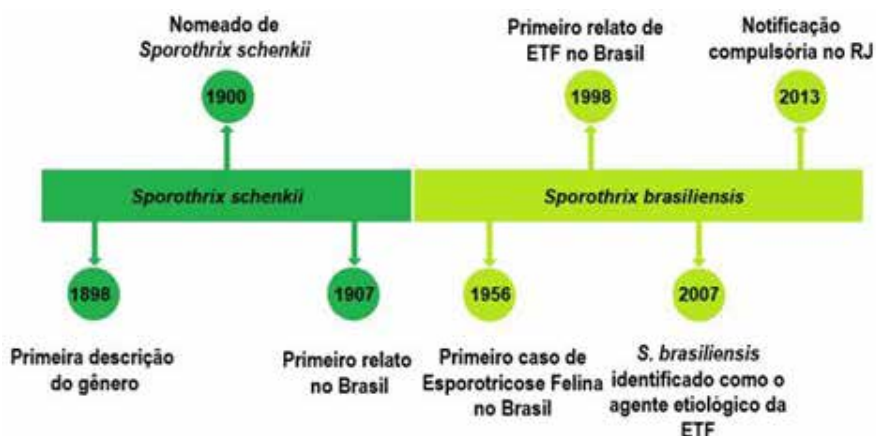 Nomeado de
Sporothrix schenkii
1900
Primeiro relato de
ETF no Brasil
1998
Notificação
compulsória no RJ
2013
Sporothrix schenkii
Sporothrix brasiliensis
1898
Primeira descrição
do gênero
1907
Primeiro relato
no Brasil
1956
Primeiro caso de
Esporotricose Felina
no Brasil
2007
S. brasiliensis
identificado como o
agente etiológico da
ETF